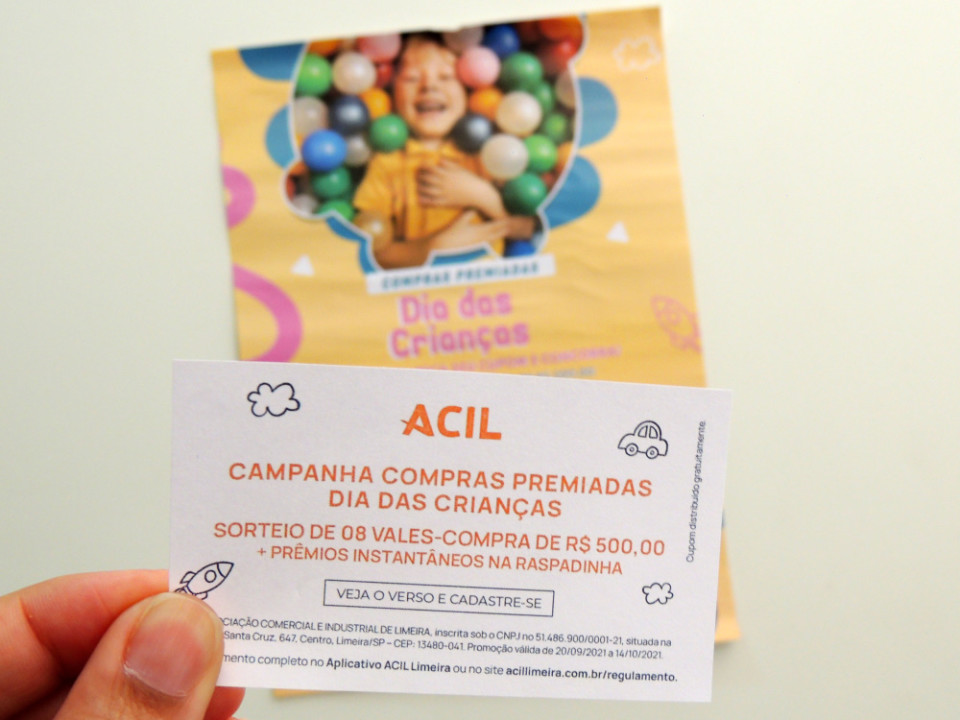 COMPRAS PREMIADAS
Dia das
Crianças
CUPOM E CONCORRA!
ACIL
CAMPANHA COMPRAS PREMIADAS
DIA DAS CRIANÇAS
SORTEIO DE 08 VALES-COMPRA DE R$ 500,00
+ PRÊMIOS INSTANTÂNEOS NA RASPADINHA
VEJA O VERSO E CADASTRE-SE
CIAÇÃO COMERCIAL E INDUSTRIAL DE LIMEIRA, inscrita sob o CNPJ no 51.486.900/0001-21, situada na
Santa Cruz, 647, Centro, Limeira/SP – CEP: 13480-041. Promoção válida de 20/09/2021 a 14/10/2021.
mento completo no Aplicativo ACIL Limeira ou no site acillimeira.com.br/regulamento.
Cupom distribuído gratuitamente.